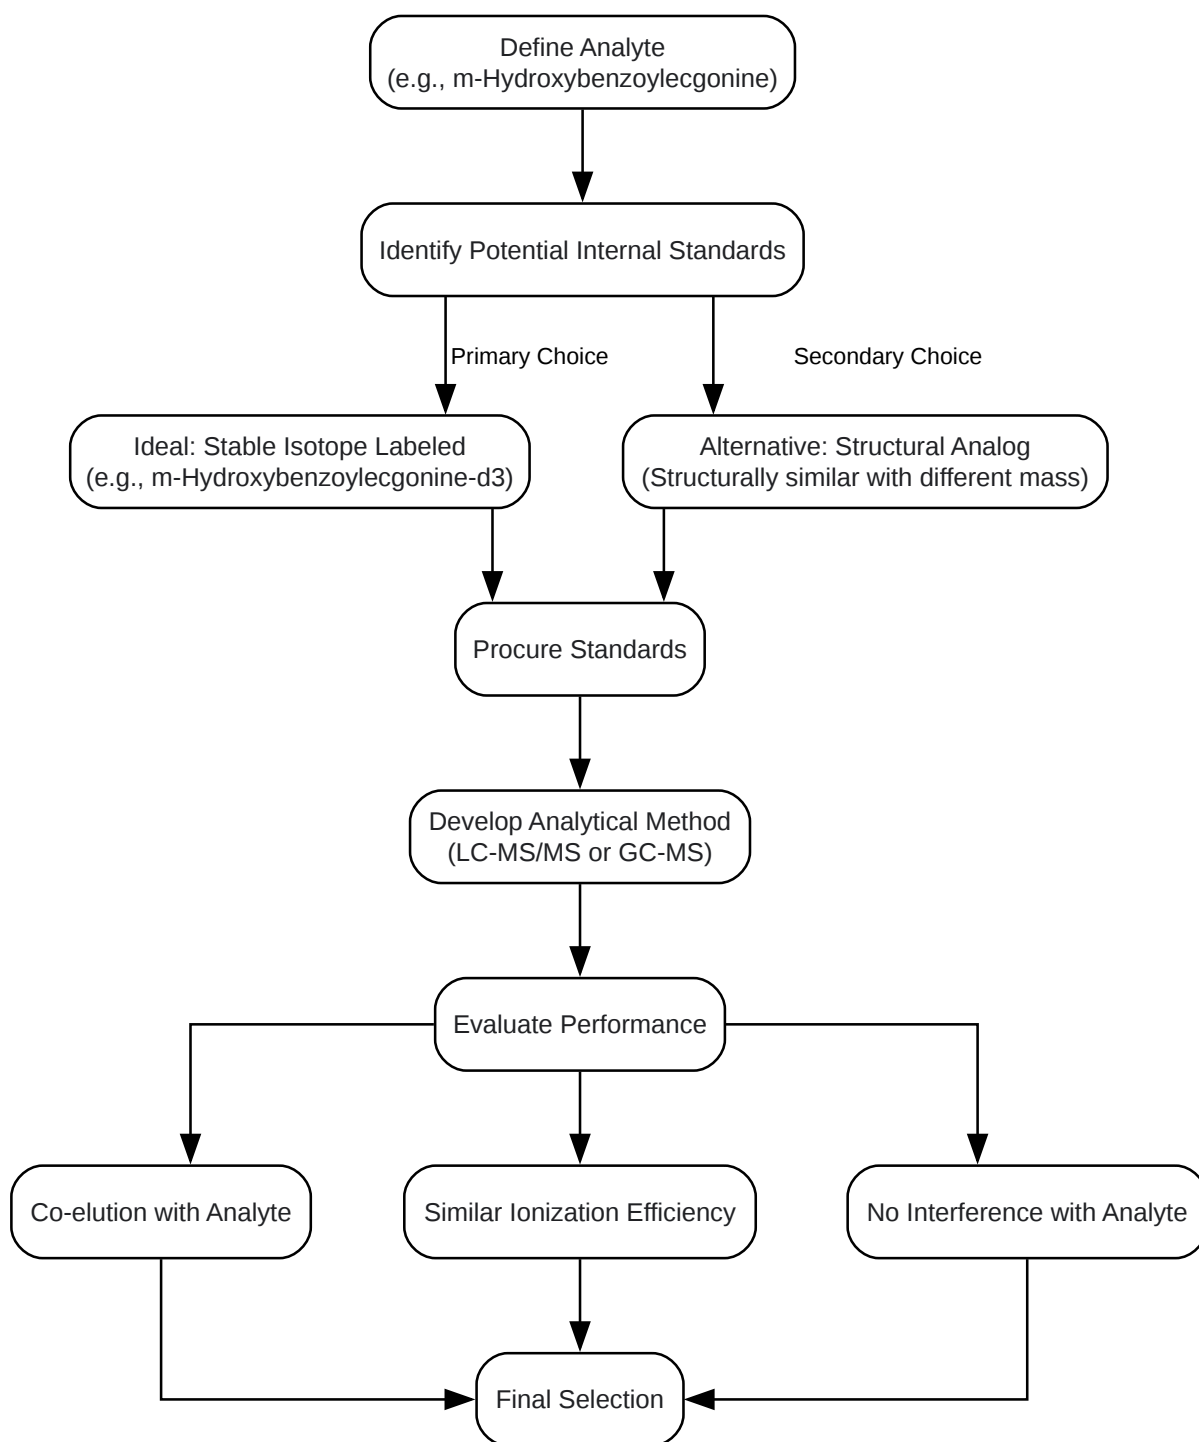 Define Analyte
(e.g., m-Hydroxybenzoylecgonine)
Identify Potential Internal Standards
Primary Choice
Secondary Choice
Ideal: Stable Isotope Labeled
(e.g., m-Hydroxybenzoylecgonine-d3)
Alternative: Structural Analog
(Structurally similar with different mass)
Procure Standards
Develop Analytical Method
(LC-MS/MS or GC-MS)
Evaluate Performance
Co-elution with Analyte
Similar Ionization Efficiency
No Interference with Analyte
Final Selection